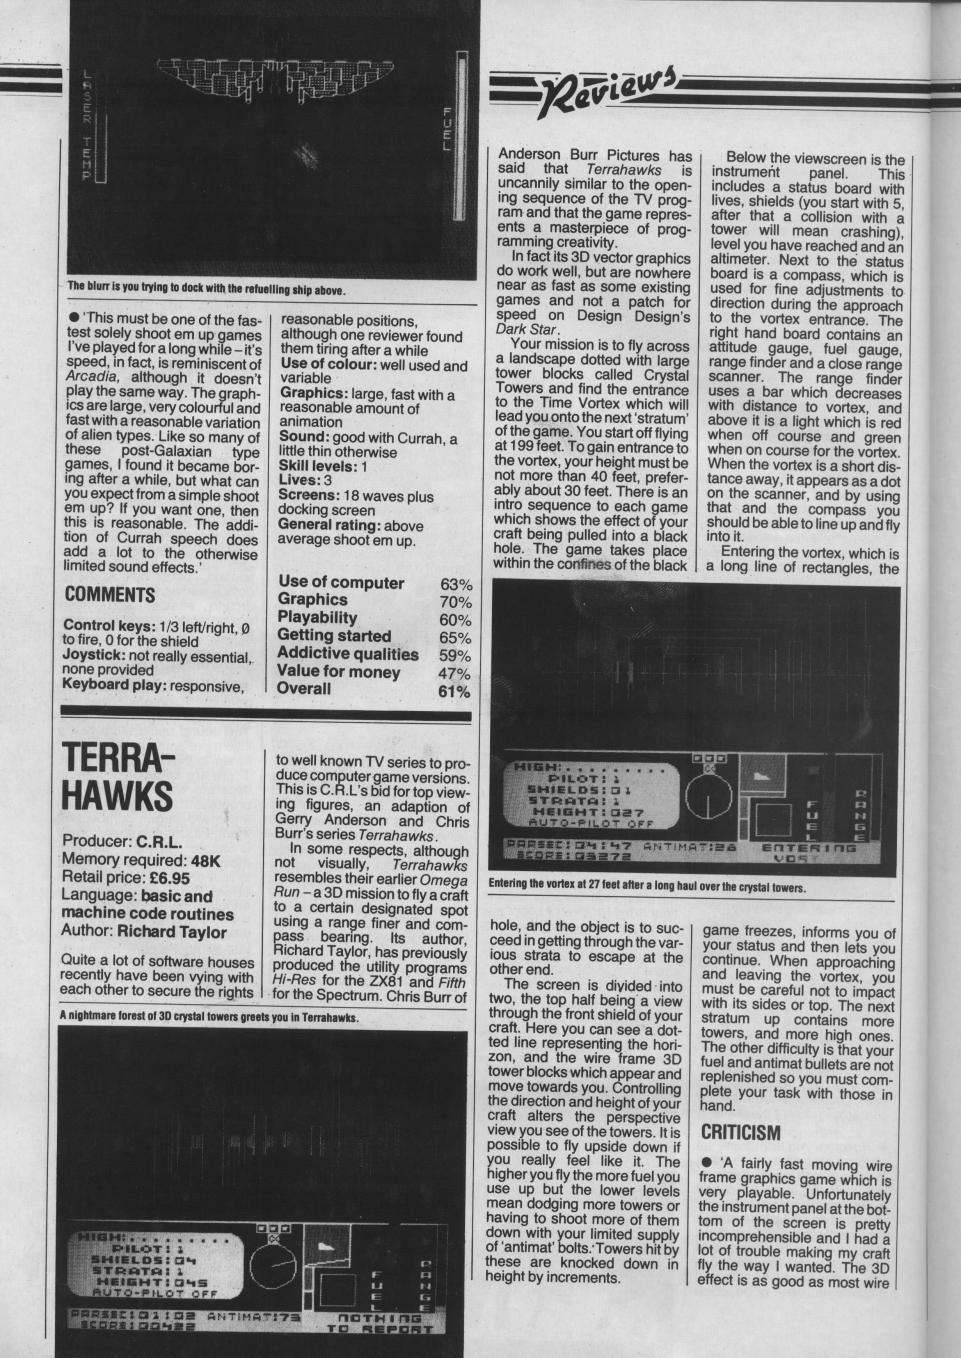 LASER TEMP
FUEL
The blurr is you trying to dock with the refuelling ship above.
● 'This must be one of the fas-
test solely shoot em up games
I've played for a long while – it's
speed, in fact, is reminiscent of
Arcadia, although it doesn't
play the same way. The graph-
ics are large, very colourful and
fast with a reasonable variation
of alien types. Like so many of
these post-Galaxian type
games, I found it became bor-
ing after a while, but what can
you expect from a simple shoot
em up? If you want one, then
this is reasonable. The addi-
tion of Currah speech does
add a lot to the otherwise
limited sound effects.'
COMMENTS
Control keys: 1/3 left/right, Ø
to fire, 0 for the shield
Joystick: not really essential,
none provided
Keyboard play: responsive,
reasonable positions,
although one reviewer found
them tiring after a while
Use of colour: well used and
variable
Graphics: large, fast with a
reasonable amount of
animation
Sound: good with Currah, a
little thin otherwise
Skill levels: 1
Lives: 3
Screens: 18 waves plus
docking screen
General rating: above
average shoot em up.
Use of computer 63%
Graphics 70%
Playability 60%
Getting started 65%
Addictive qualities 59%
Value for money 47%
Overall 61%
TERRA-
HAWKS
Producer: C.R.L.
Memory required: 48K
Retail price: £6.95
Language: basic and
machine code routines
Author: Richard Taylor
Quite a lot of software houses
recently have been vying with
each other to secure the rights
to well known TV series to pro-
duce computer game versions.
This is C.R.L's bid for top view-
ing figures, an adaption of
Gerry Anderson and Chris
Burr's series Terrahawks.
In some respects, although
not visually, Terrahawks
resembles their earlier Omega
Run – a 3D mission to fly a craft
to a certain designated spot
using a range finer and com-
pass bearing. Its author,
Richard Taylor, has previously
produced the utility programs
Hi-Res for the ZX81 and Fifth
for the Spectrum. Chris Burr of
A nightmare forest of 3D crystal towers greets you in Terrahawks.
HIGH:.........
PILOT:1
SHIELDS:04
STRATA:1
HEIGHT:045
AUTO-PILOT OFF
FUEL
RANGE
PARSEC:01:02 ANTIMAT:73
SCORE:00422
NOTHING
TO REPORT
Reviews
Anderson Burr Pictures has
said that Terrahawks is
uncannily similar to the open-
ing sequence of the TV prog-
ram and that the game repres-
ents a masterpiece of prog-
ramming creativity.
In fact its 3D vector graphics
do work well, but are nowhere
near as fast as some existing
games and not a patch for
speed on Design Design's
Dark Star.
Your mission is to fly across
a landscape dotted with large
tower blocks called Crystal
Towers and find the entrance
to the Time Vortex which will
lead you onto the next 'stratum'
of the game. You start off flying
at 199 feet. To gain entrance to
the vortex, your height must be
not more than 40 feet, prefer-
ably about 30 feet. There is an
intro sequence to each game
which shows the effect of your
craft being pulled into a black
hole. The game takes place
within the confines of the black
Below the viewscreen is the
instrument panel. This
includes a status board with
lives, shields (you start with 5,
after that a collision with a
tower will mean crashing),
level you have reached and an
altimeter. Next to the status
board is a compass, which is
used for fine adjustments to
direction during the approach
to the vortex entrance. The
right hand board contains an
attitude gauge, fuel gauge,
range finder and a close range
scanner. The range finder
uses a bar which decreases
with distance to vortex, and
above it is a light which is red
when off course and green
when on course for the vortex.
When the vortex is a short dis-
tance away, it appears as a dot
on the scanner, and by using
that and the compass you
should be able to line up and fly
into it.
Entering the vortex, which is
a long line of rectangles, the
HIGH:.........
PILOT:1
SHIELDS:01
STRATA:1
HEIGHT:027
AUTO-PILOT OFF
FUEL
RANGE
PARSEC:04:47 ANTIMAT:26
SCORE:03272
ENTERING
Entering the vortex at 27 feet after a long haul over the crystal towers.
hole, and the object is to suc-
ceed in getting through the var-
ious strata to escape at the
other end.
The screen is divided into
two, the top half being a view
through the front shield of your
craft. Here you can see a dot-
ted line representing the hori-
zon, and the wire frame 3D
tower blocks which appear and
move towards you. Controlling
the direction and height of your
craft alters the perspective
view you see of the towers. It is
possible to fly upside down if
you really feel like it. The
higher you fly the more fuel you
use up but the lower levels
mean dodging more towers or
having to shoot more of them
down with your limited supply
of 'antimat' bolts. Towers hit by
these are knocked down in
height by increments.
game freezes, informs you of
your status and then lets you
continue. When approaching
and leaving the vortex, you
must be careful not to impact
with its sides or top. The next
stratum up contains more
towers, and more high ones.
The other difficulty is that your
fuel and antimat bullets are not
replenished so you must com-
plete your task with those in
hand.
CRITICISM
● 'A fairly fast moving wire
frame graphics game which is
very playable. Unfortunately
the instrument panel at the bot-
tom of the screen is pretty
incomprehensible and I had a
lot of trouble making my craft
fly the way I wanted. The 3D
effect is as good as most wire